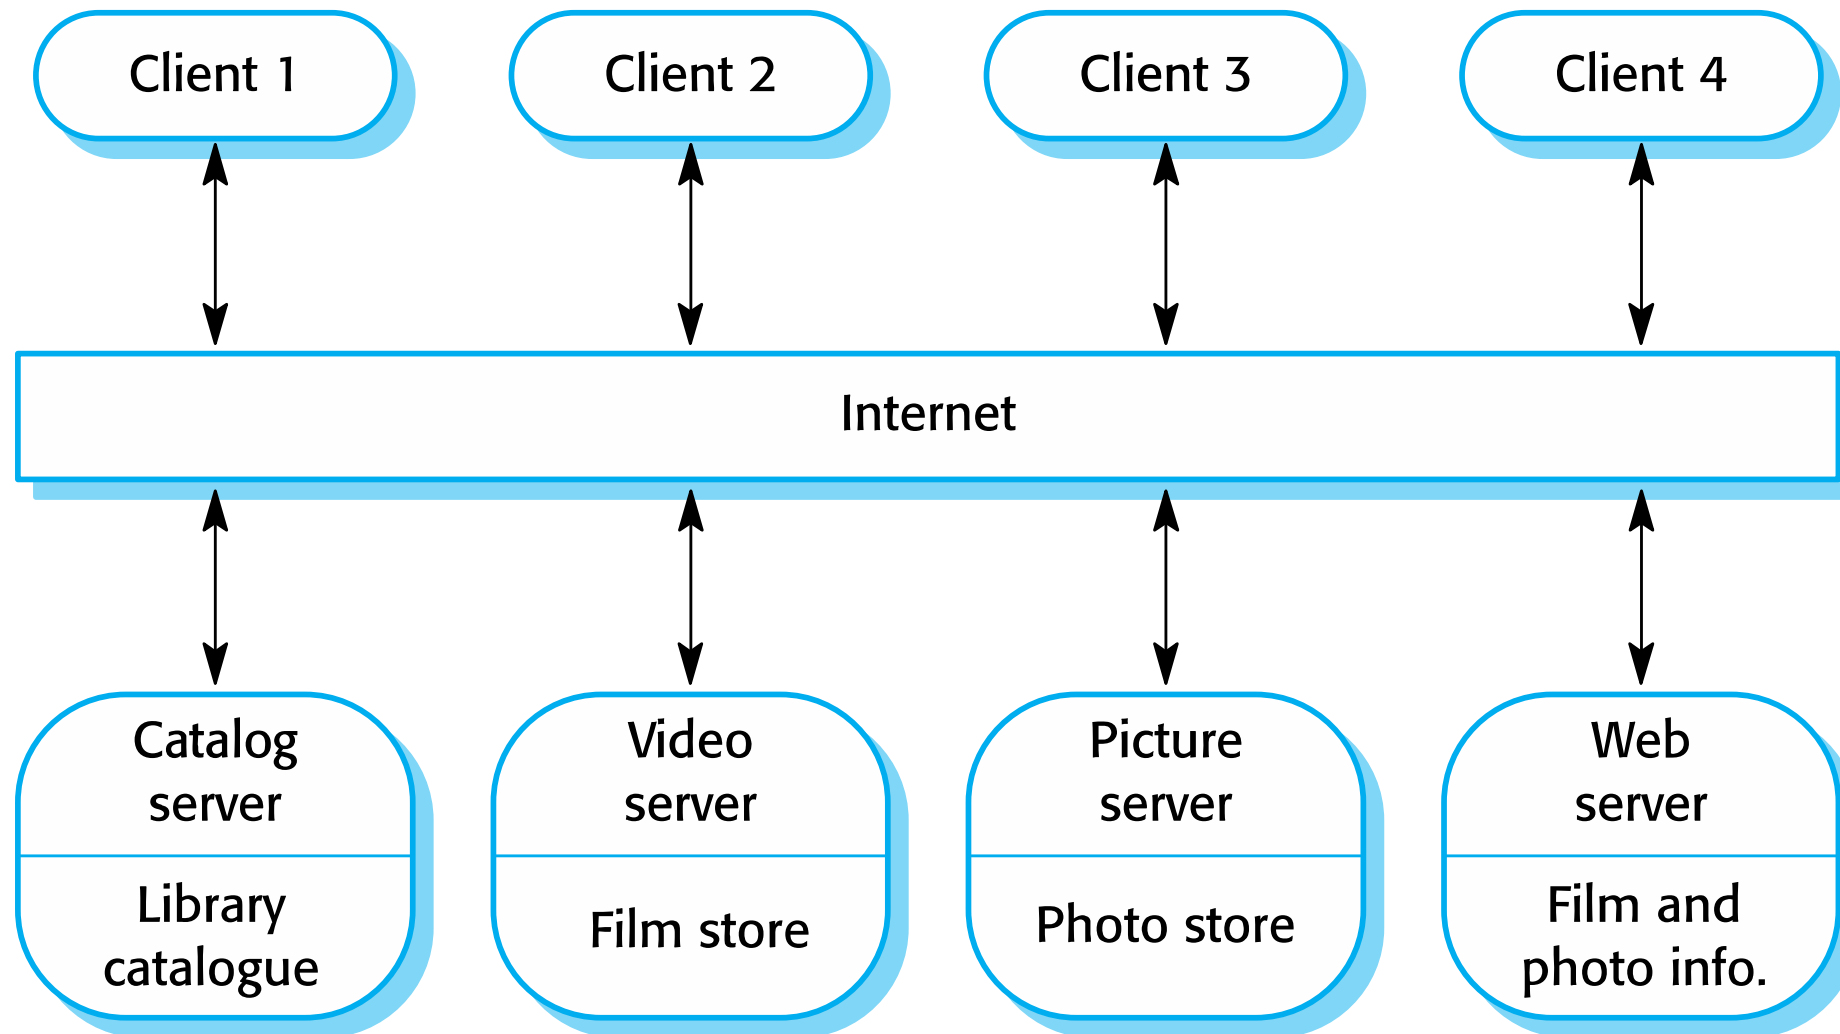 Client 1
Client 2
Client 3
Client 4
Internet
Catalog
server
Library
catalogue
Video
server
Film store
Picture
server
Photo store
Web
server
Film and
photo info.